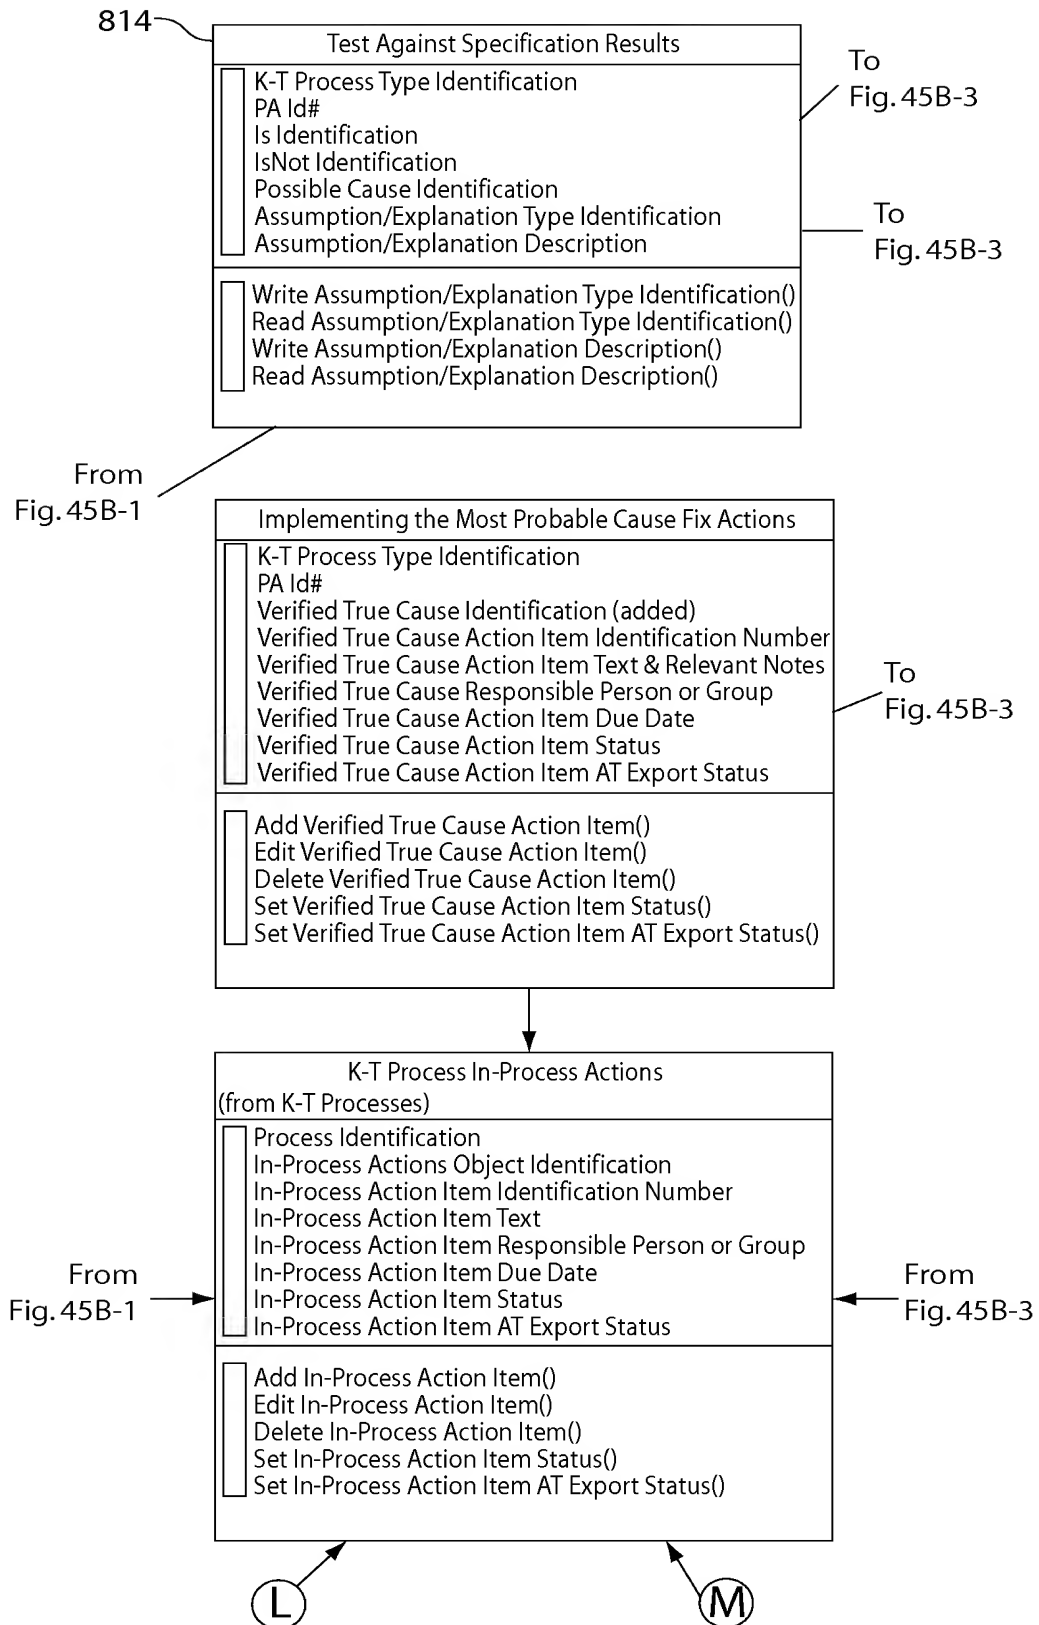 814
Test Against Specification Results
K-T Process Type Identification
PA Id#
Is Identification
IsNot Identification
Possible Cause Identification
Assumption/Explanation Type Identification
Assumption/Explanation Description
To
Fig. 45B-3
To
Fig. 45B-3
Write Assumption/Explanation Type Identification()
Read Assumption/Explanation Type Identification()
Write Assumption/Explanation Description()
Read Assumption/Explanation Description()
From
Fig. 45B-1
Implementing the Most Probable Cause Fix Actions
K-T Process Type Identification
PA Id#
Verified True Cause Identification (added)
Verified True Cause Action Item Identification Number
Verified True Cause Action Item Text & Relevant Notes
Verified True Cause Responsible Person or Group
Verified True Cause Action Item Due Date
Verified True Cause Action Item Status
Verified True Cause Action Item AT Export Status
To
Fig. 45B-3
Add Verified True Cause Action Item()
Edit Verified True Cause Action Item()
Delete Verified True Cause Action Item()
Set Verified True Cause Action Item Status()
Set Verified True Cause Action Item AT Export Status()
K-T Process In-Process Actions
(from K-T Processes)
Process Identification
In-Process Actions Object Identification
In-Process Action Item Identification Number
In-Process Action Item Text
In-Process Action Item Responsible Person or Group
In-Process Action Item Due Date
In-Process Action Item Status
In-Process Action Item AT Export Status
From
Fig. 45B-1
From
Fig. 45B-3
Add In-Process Action Item()
Edit In-Process Action Item()
Delete In-Process Action Item()
Set In-Process Action Item Status()
Set In-Process Action Item AT Export Status()
L
M